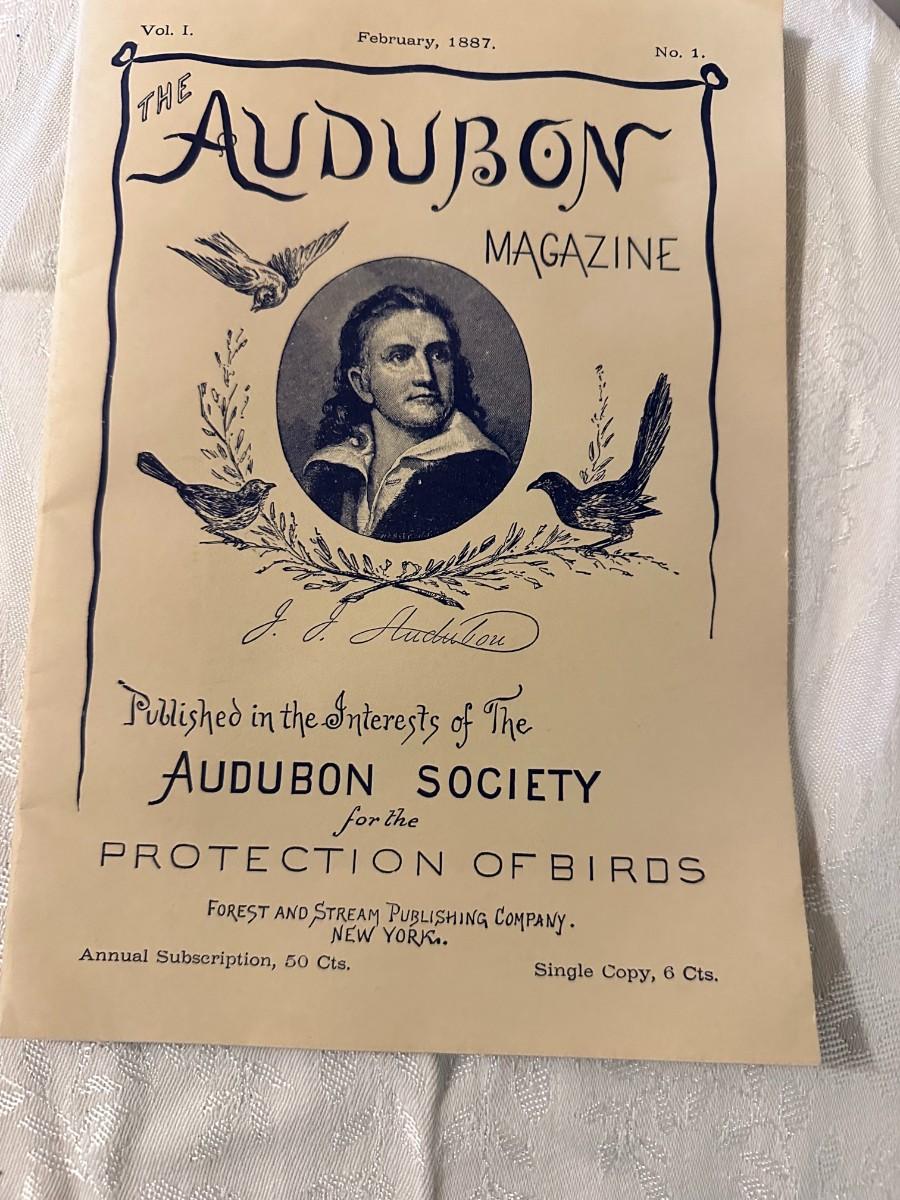 Vol. I. February, 1887. No. 1.
THE
AUDUBON
MAGAZINE
J. J. Audubon
Published in the Interests of The
AUDUBON SOCIETY
for the
PROTECTION OF BIRDS
FOREST AND STREAM PUBLISHING COMPANY.
NEW YORK.
Annual Subscription, 50 Cts. Single Copy, 6 Cts.